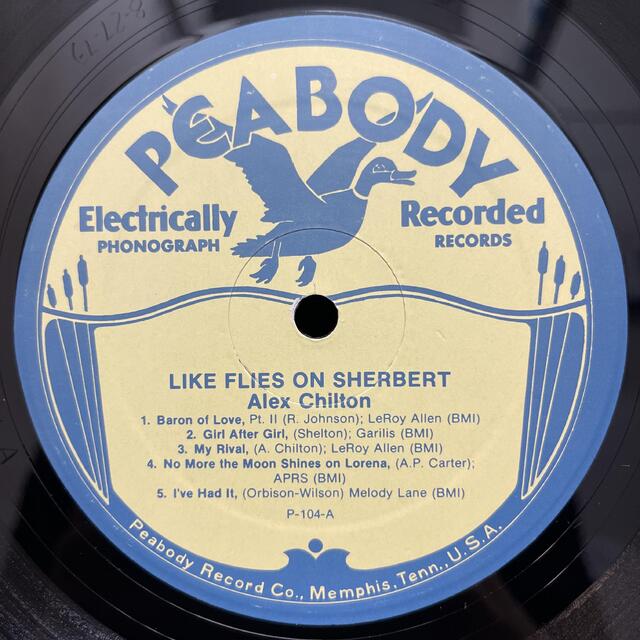 PEABODY
Electrically Recorded
PHONOGRAPH RECORDS
LIKE FLIES ON SHERBERT
Alex Chilton
1. Baron of Love, Pt. II (R. Johnson); LeRoy Allen (BMI)
2. Girl After Girl, (Shelton); Garilis (BMI)
3. My Rival, (A. Chilton); LeRoy Allen (BMI)
4. No More the Moon Shines on Lorena, (A.P. Carter);
APRS (BMI)
5. I've Had It, (Orbison-Wilson) Melody Lane (BMI)
P-104-A
Peabody Record Co., Memphis, Tenn., U.S.A.